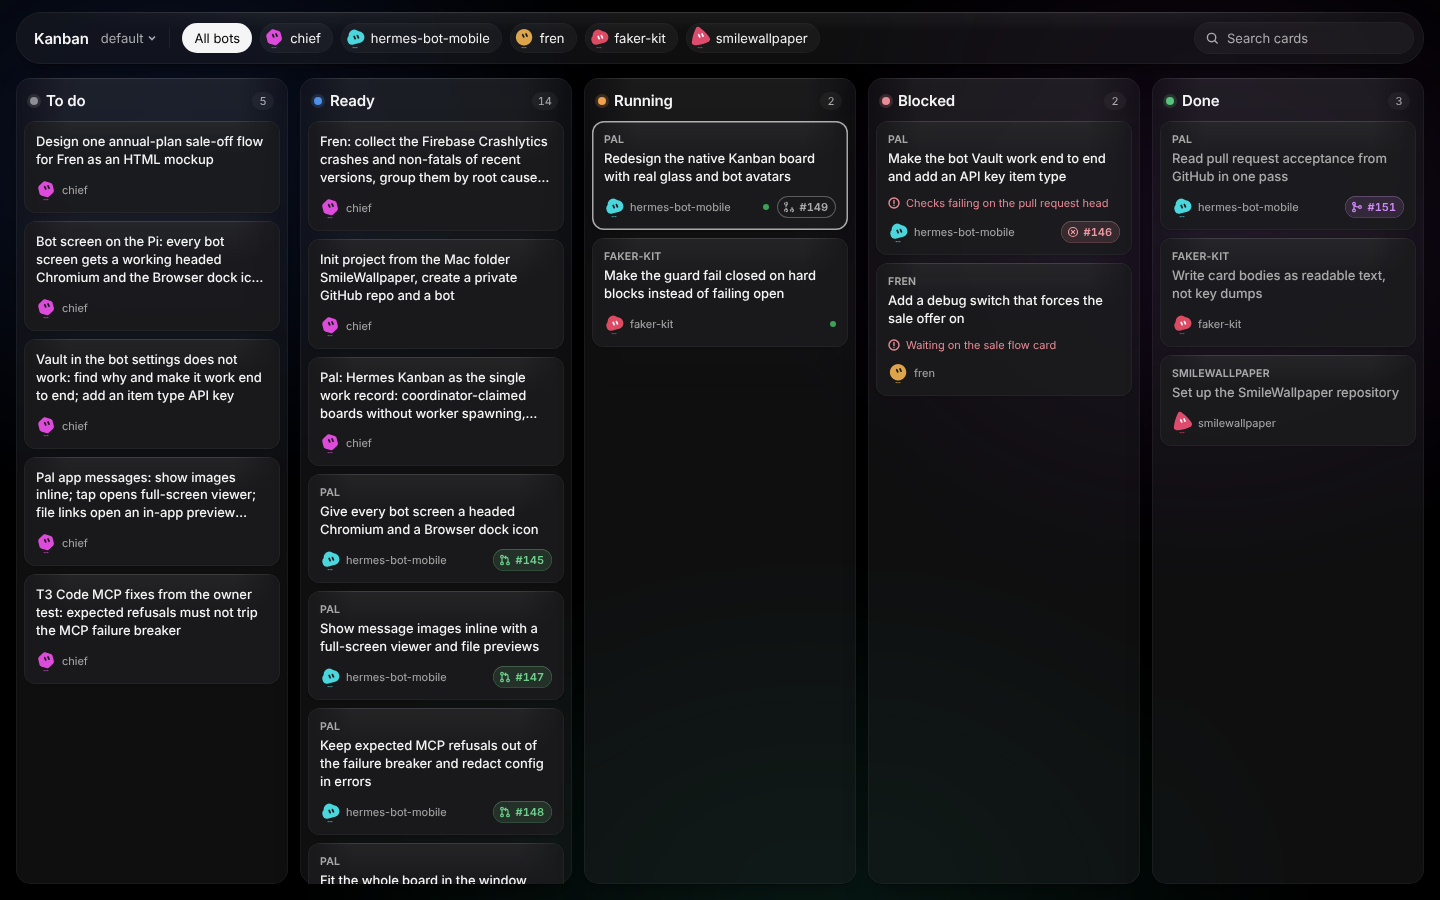 Kanban default All bots chief hermes-bot-mobile fren faker-kit smilewallpaper Search cards
To do 5
Design one annual-plan sale-off flow
for Fren as an HTML mockup
chief
Bot screen on the Pi: every bot
screen gets a working headed
Chromium and the Browser dock ic...
chief
Vault in the bot settings does not
work: find why and make it work end
to end; add an item type API key
chief
Pal app messages: show images
inline; tap opens full-screen viewer;
file links open an in-app preview...
chief
T3 Code MCP fixes from the owner
test: expected refusals must not trip
the MCP failure breaker
chief
Ready 14
Fren: collect the Firebase Crashlytics
crashes and non-fatals of recent
versions, group them by root cause...
chief
Init project from the Mac folder
SmileWallpaper, create a private
GitHub repo and a bot
chief
Pal: Hermes Kanban as the single
work record: coordinator-claimed
boards without worker spawning,...
chief
PAL
Give every bot screen a headed
Chromium and a Browser dock icon
hermes-bot-mobile #145
PAL
Show message images inline with a
full-screen viewer and file previews
hermes-bot-mobile #147
PAL
Keep expected MCP refusals out of
the failure breaker and redact config
in errors
hermes-bot-mobile #148
PAL
Fit the whole board in the window
Running 2
PAL
Redesign the native Kanban board
with real glass and bot avatars
hermes-bot-mobile #149
FAKER-KIT
Make the guard fail closed on hard
blocks instead of failing open
faker-kit
Blocked 2
PAL
Make the bot Vault work end to end
and add an API key item type
Checks failing on the pull request head
hermes-bot-mobile #146
FREN
Add a debug switch that forces the
sale offer on
Waiting on the sale flow card
fren
Done 3
PAL
Read pull request acceptance from
GitHub in one pass
hermes-bot-mobile #151
FAKER-KIT
Write card bodies as readable text,
not key dumps
faker-kit
SMILEWALLPAPER
Set up the SmileWallpaper repository
smilewallpaper